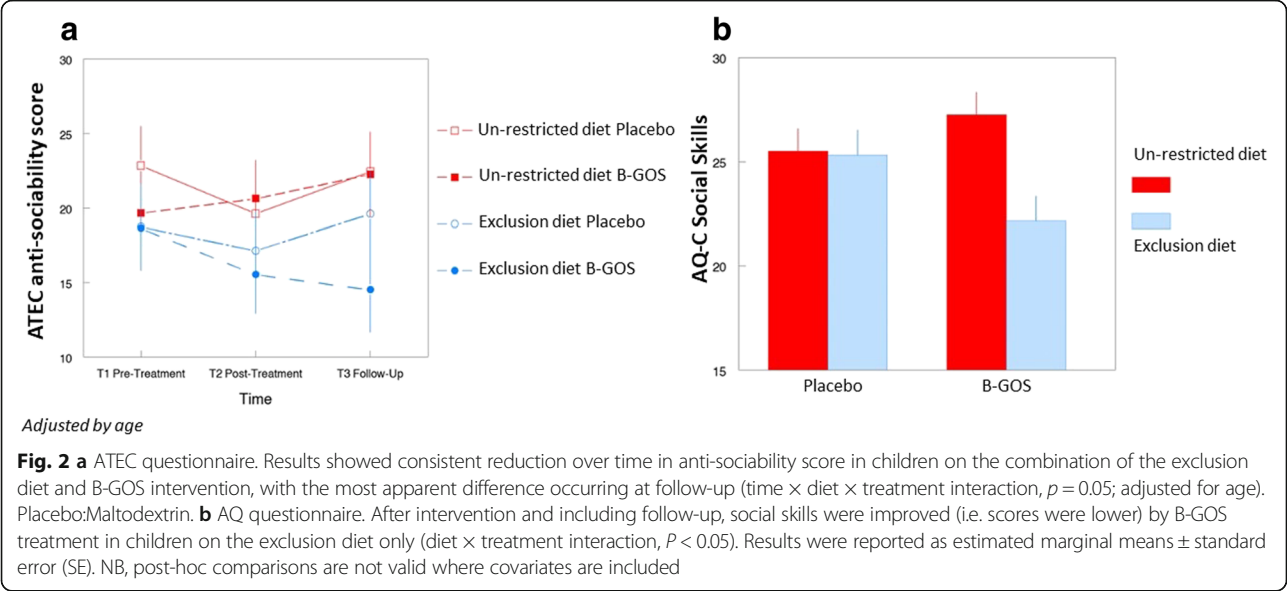 a
30
25
20
15
10
ATEC anti-sociability score
T1 Pre-Treatment
T2 Post-Treatment
T3 Follow-Up
Time
Un-restricted diet Placebo
Un-restricted diet B-GOS
Exclusion diet Placebo
Exclusion diet B-GOS
b
30
25
20
15
AQ-C Social Skills
Placebo
B-GOS
Un-restricted diet
Exclusion diet
Adjusted by age
Fig. 2 a ATEC questionnaire. Results showed consistent reduction over time in anti-sociability score in children on the combination of the exclusion
diet and B-GOS intervention, with the most apparent difference occurring at follow-up (time × diet × treatment interaction, p = 0.05; adjusted for age).
Placebo:Maltodextrin. b AQ questionnaire. After intervention and including follow-up, social skills were improved (i.e. scores were lower) by B-GOS
treatment in children on the exclusion diet only (diet × treatment interaction, P < 0.05). Results were reported as estimated marginal means ± standard
error (SE). NB, post-hoc comparisons are not valid where covariates are included